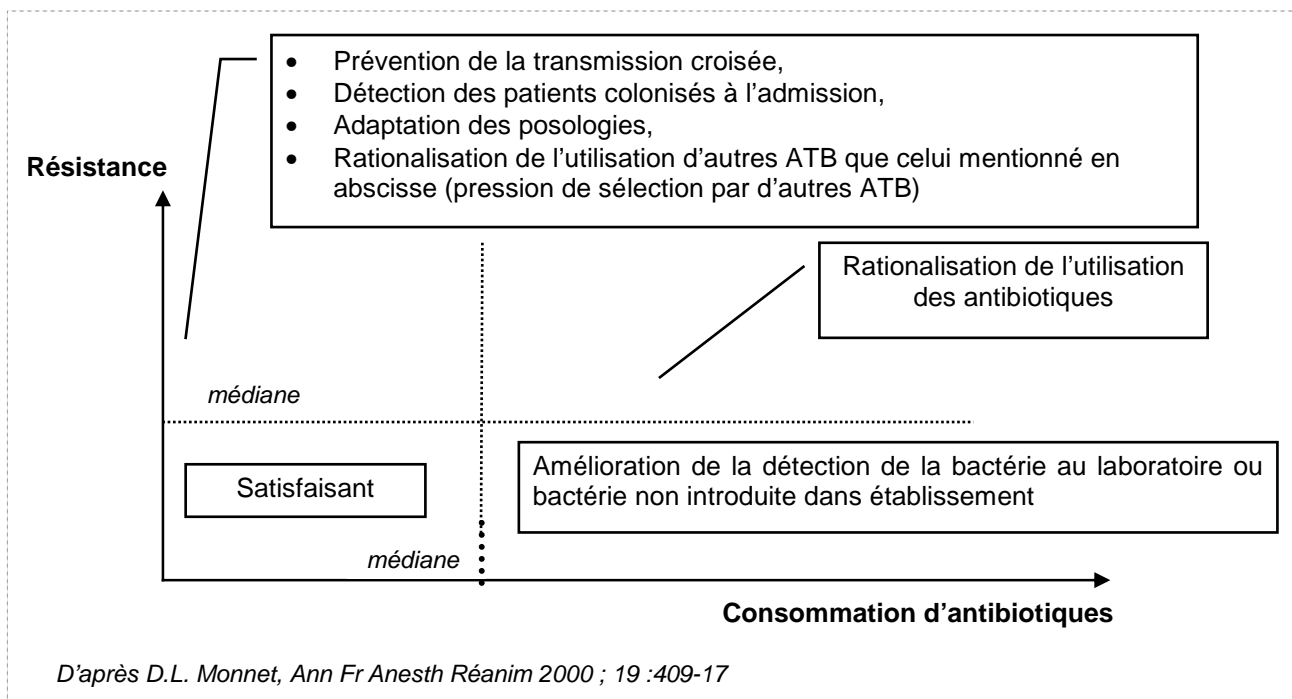 • Prévention de la transmission croisée,
• Détection des patients colonisés à l’admission,
• Adaptation des posologies,
• Rationalisation de l’utilisation d’autres ATB que celui mentionné en
abscisse (pression de sélection par d’autres ATB)
Résistance
Rationalisation de l’utilisation
des antibiotiques
médiane
Satisfaisant
Amélioration de la détection de la bactérie au laboratoire ou
bactérie non introduite dans établissement
médiane
Consommation d’antibiotiques
D’après D.L. Monnet, Ann Fr Anesth Réanim 2000 ; 19 :409-17